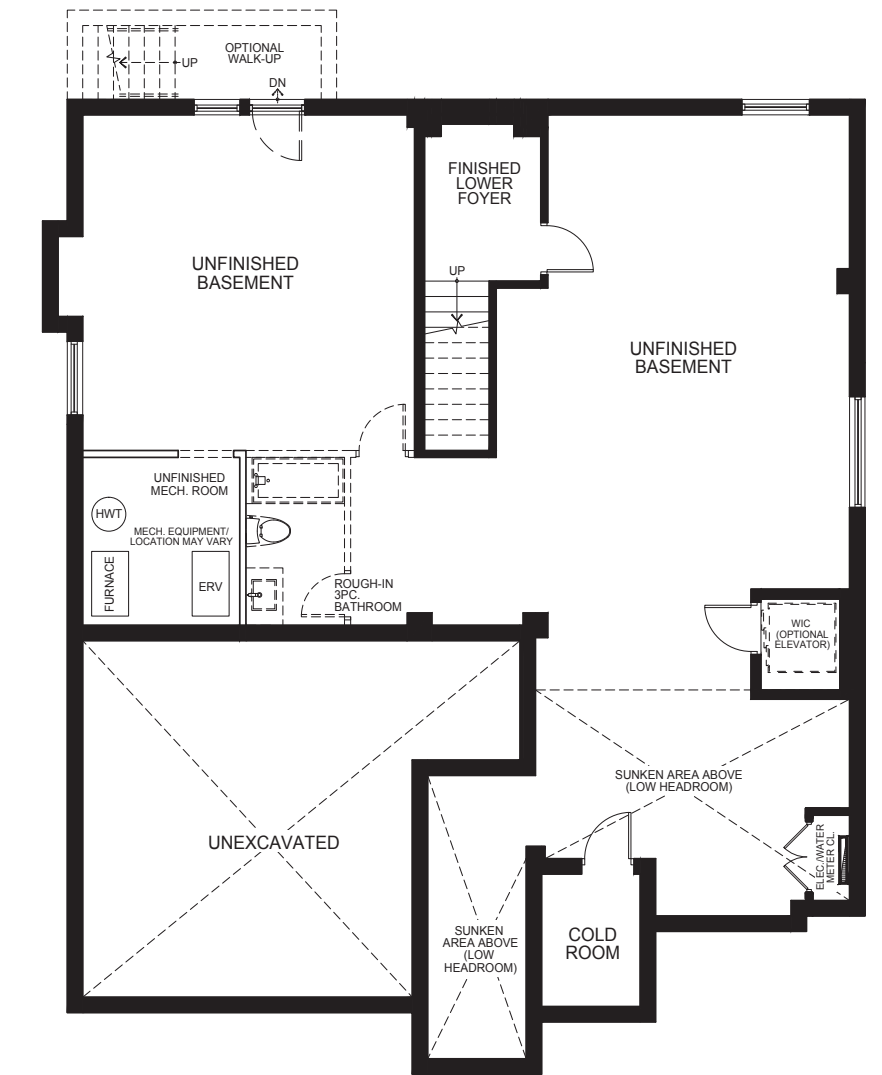 OPTIONAL
WALK-UP
UP
DN
FINISHED
LOWER
FOYER
UNFINISHED
BASEMENT
UP
UNFINISHED
BASEMENT
UNFINISHED
MECH. ROOM
HWT
MECH. EQUIPMENT/
LOCATION MAY VARY
FURNACE
ERV
ROUGH-IN
3PC.
BATHROOM
WIC
(OPTIONAL
ELEVATOR)
SUNKEN AREA ABOVE
(LOW HEADROOM)
UNEXCAVATED
ELEC./WATER
METER CL.
SUNKEN
AREA ABOVE
(LOW
HEADROOM)
COLD
ROOM